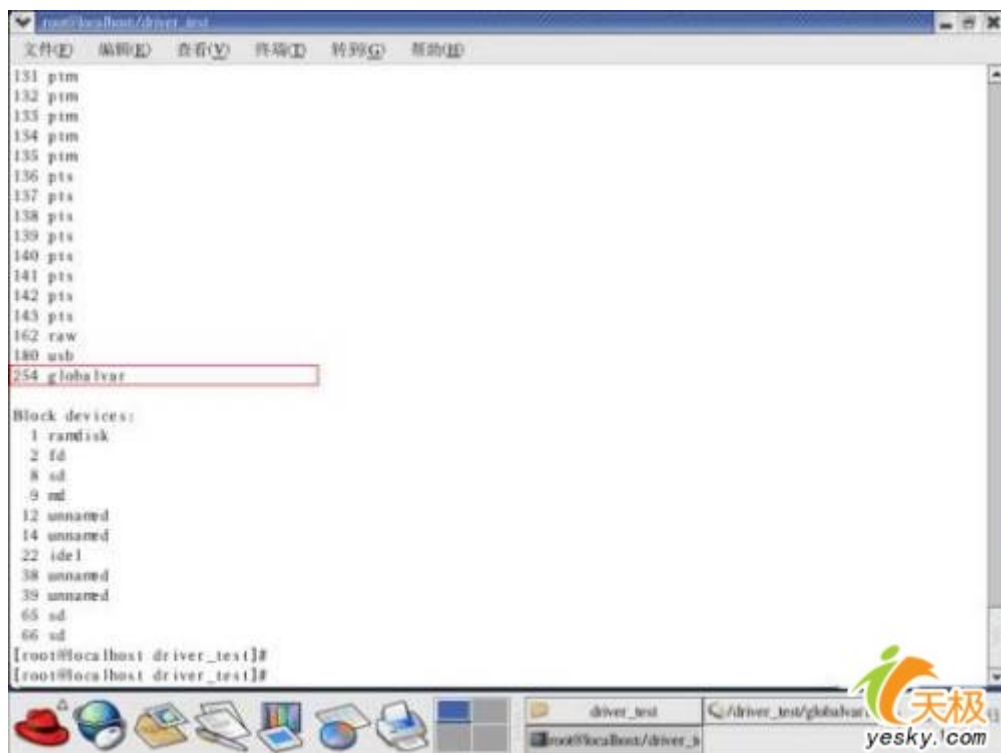 root@localhost:/driver_test
文件(F) 编辑(E) 查看(V) 终端(T) 转到(G) 帮助(H)
131 ptm
132 ptm
133 ptm
134 ptm
135 ptm
136 pts
137 pts
138 pts
139 pts
140 pts
141 pts
142 pts
143 pts
162 raw
180 usb
254 globalvar
Block devices:
1 ramdisk
2 fd
8 sd
9 md
12 unnamed
14 unnamed
22 ide1
38 unnamed
39 unnamed
65 sd
66 sd
[root@localhost driver_test]#
[root@localhost driver_test]#
driver_test
/driver_test/globalvar
root@localhost:/driver_t
天极
yesky.com